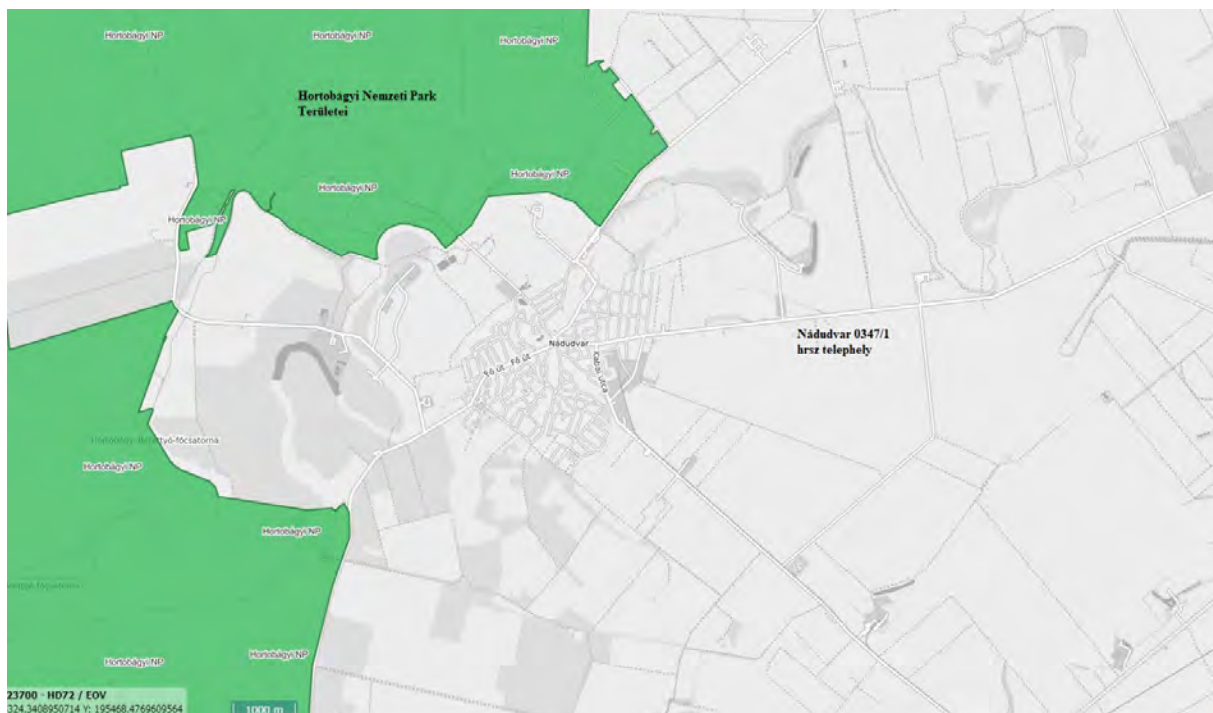 Hortobágyi NP
Hortobágyi NP
Hortobágyi NP
Hortobágyi Nemzeti Park
Területei
Hortobágyi NP
Hortobágyi NP
Hortobágyi NP
Nádudvar 0347/1
hrsz telephely
Nádudvar
Fő út
Fő út
Kabai utca
Hortobágyi NP
Hortobágyi NP
Hortobágyi NP
Hortobágyi NP
23700 - HD72 / EOV
324.3408950714 Y: 195468.4769609564
1000 m